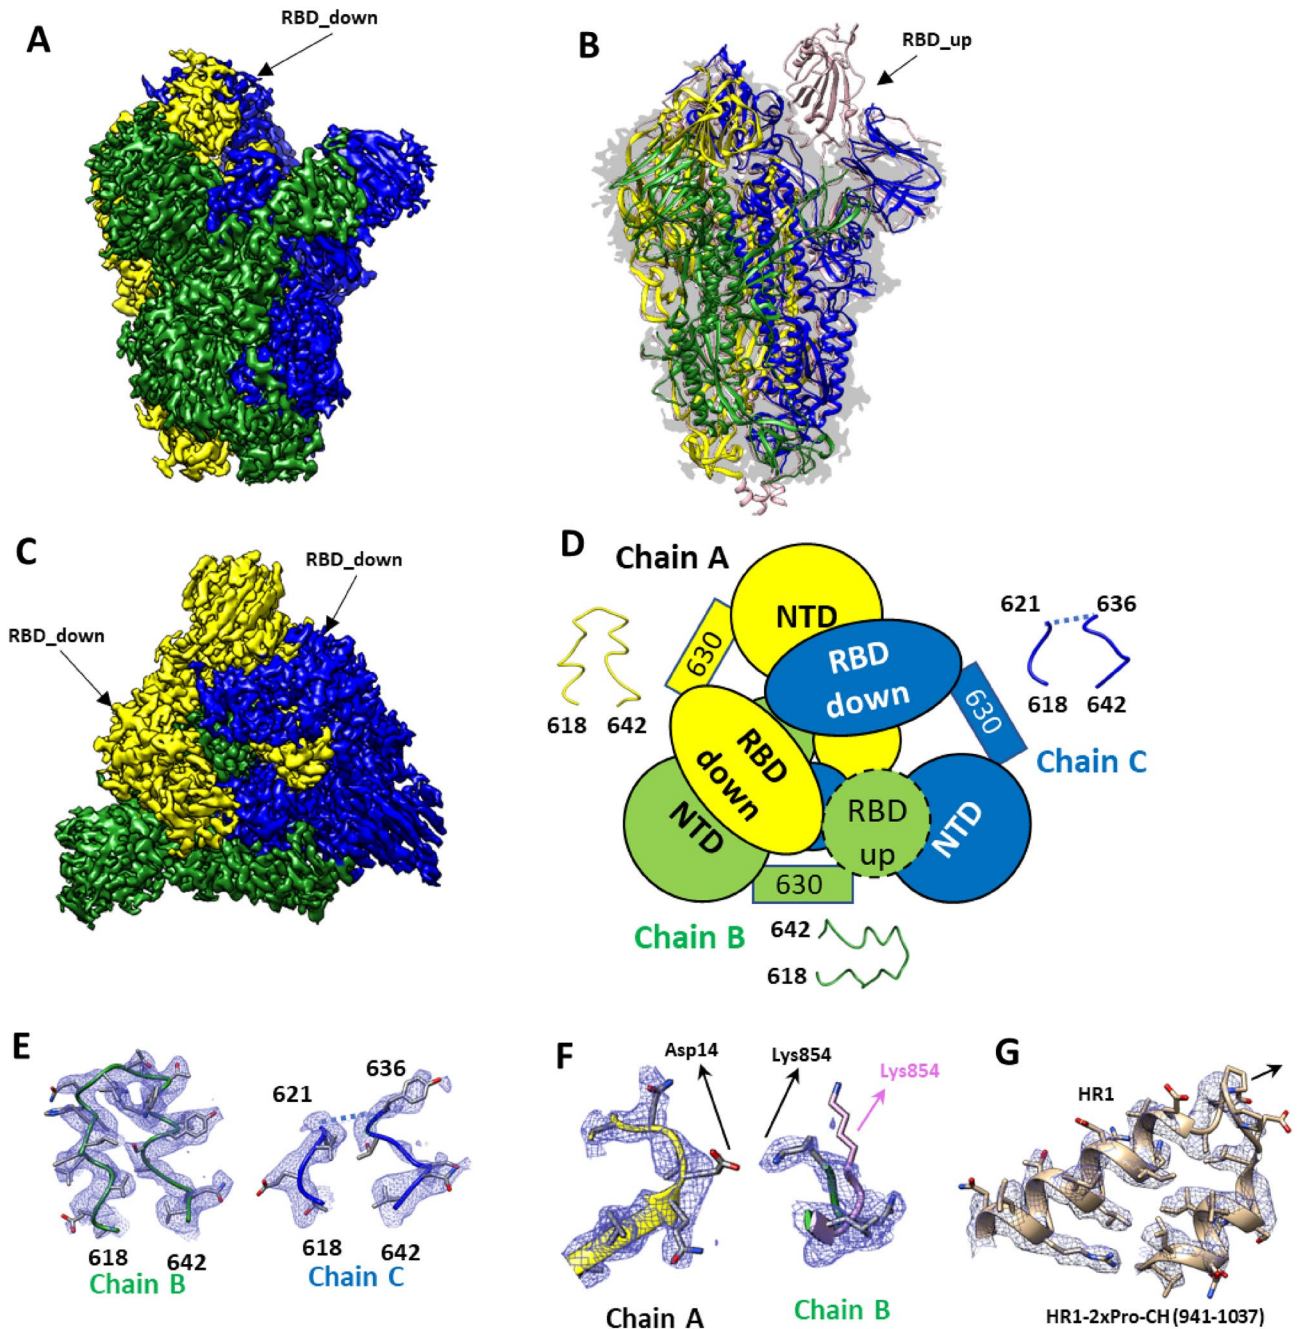 A
RBD_down
B
RBD_up
C
RBD_down
RBD_down
D
Chain A
NTD
630
RBD
down
621
636
618
642
618
642
630
Chain C
RBD
down
NTD
RBD
up
NTD
630
Chain B
642
618
E
621
636
618
642
618
642
Chain B
Chain C
F
Asp14
Lys854
Lys854
Chain A
Chain B
G
HR1
HR1-2xPro-CH (941-1037)